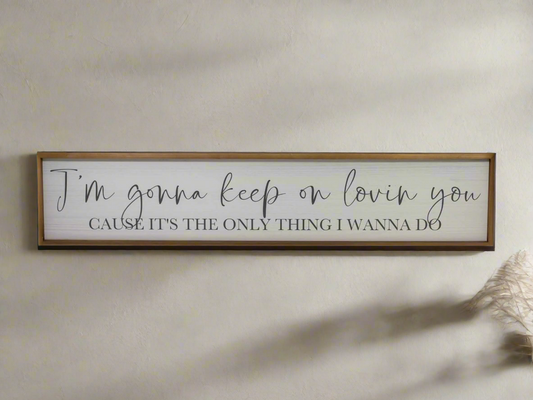 I'm gonna keep on lovin you
CAUSE IT'S THE ONLY THING I WANNA DO